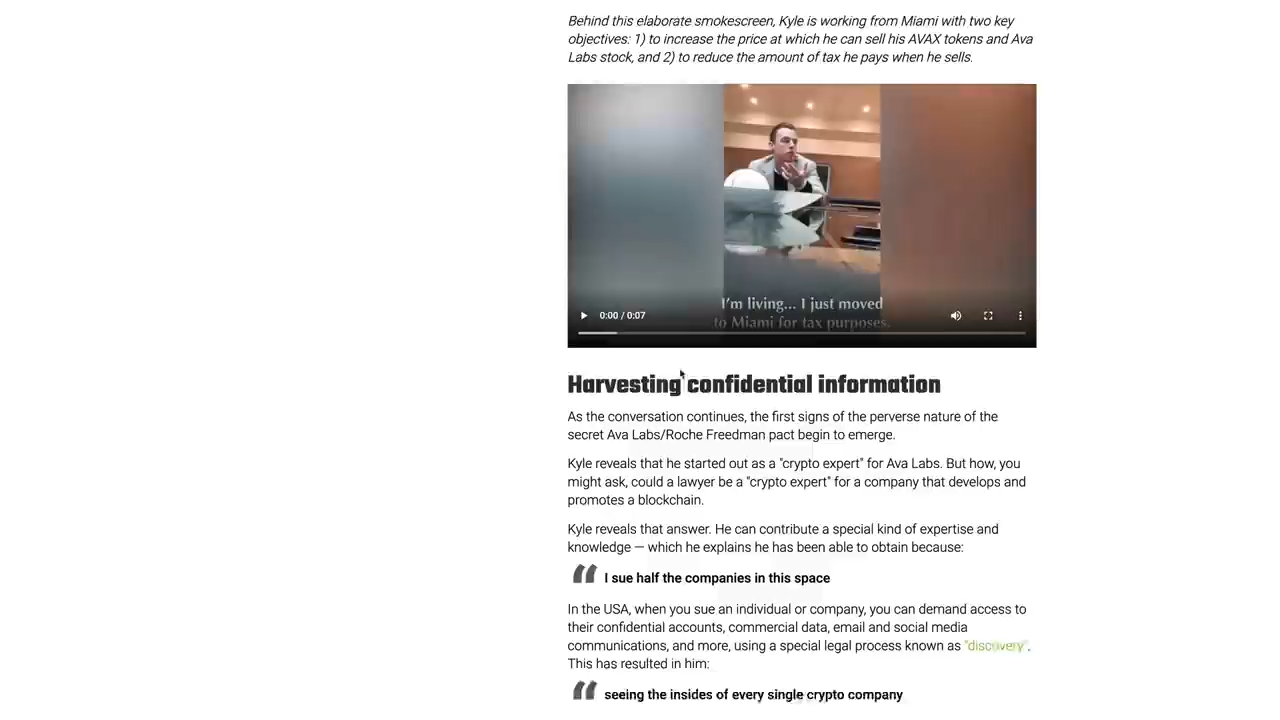 Behind this elaborate smokescreen, Kyle is working from Miami with two key
objectives: 1) to increase the price at which he can sell his AVAX tokens and Ava
Labs stock, and 2) to reduce the amount of tax he pays when he sells.
I'm living... I just moved
to Miami for tax purposes.
0:00 / 0:07
Harvesting confidential information
As the conversation continues, the first signs of the perverse nature of the
secret Ava Labs/Roche Freedman pact begin to emerge.
Kyle reveals that he started out as a "crypto expert" for Ava Labs. But how, you
might ask, could a lawyer be a "crypto expert" for a company that develops and
promotes a blockchain.
Kyle reveals that answer. He can contribute a special kind of expertise and
knowledge — which he explains he has been able to obtain because:
I sue half the companies in this space
In the USA, when you sue an individual or company, you can demand access to
their confidential accounts, commercial data, email and social media
communications, and more, using a special legal process known as "discovery".
This has resulted in him:
seeing the insides of every single crypto company